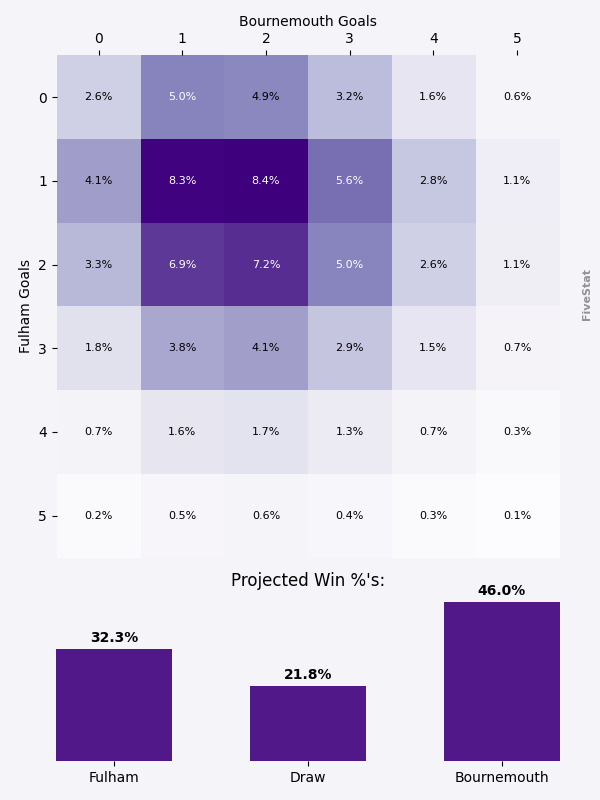 Bournemouth Goals
0 1 2 3 4 5
0 2.6% 5.0% 4.9% 3.2% 1.6% 0.6%
1 4.1% 8.3% 8.4% 5.6% 2.8% 1.1%
2 3.3% 6.9% 7.2% 5.0% 2.6% 1.1%
3 1.8% 3.8% 4.1% 2.9% 1.5% 0.7%
4 0.7% 1.6% 1.7% 1.3% 0.7% 0.3%
5 0.2% 0.5% 0.6% 0.4% 0.3% 0.1%
Fulham Goals
FiveStat
Projected Win %'s:
32.3% 21.8% 46.0%
Fulham Draw Bournemouth